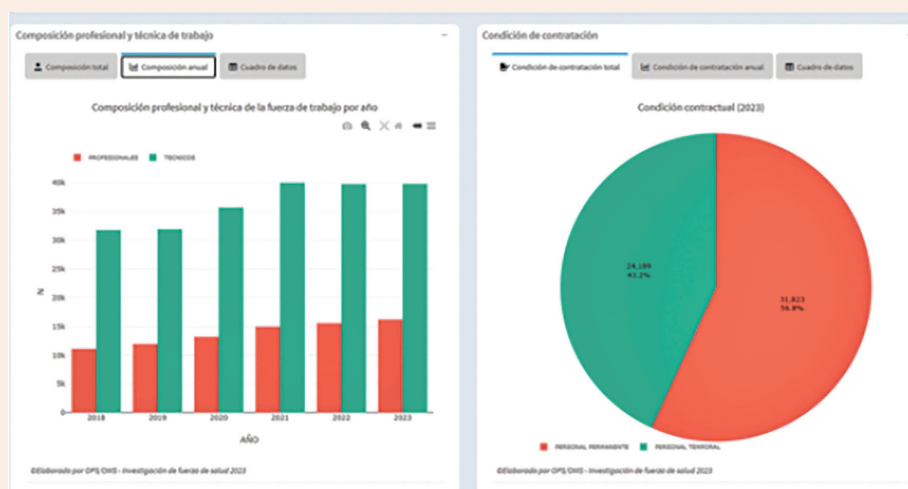 Composición profesional y técnica de trabajo
Composición total
Composición anual
Cuadro de datos
Composición profesional y técnica de la fuerza de trabajo por año
PROFESIONALES
TECNICOS
40k
35k
30k
25k
20k
15k
10k
5k
0
N
2018
2019
2020
2021
2022
2023
AÑO
©Elaborado por OPS/OMS - Investigación de fuerza de salud 2023
Condición de contratación
Condición de contratación total
Condición de contratación anual
Cuadro de datos
Condición contractual (2023)
24,189
43.2%
31,823
56.8%
PERSONAL PERMANENTE
PERSONAL TEMPORAL
©Elaborado por OPS/OMS - Investigación de fuerza de salud 2023